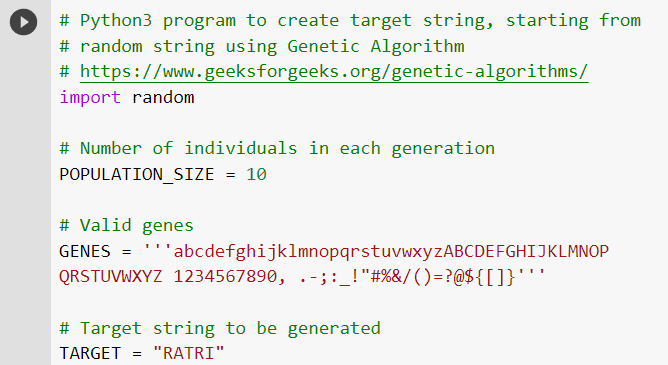 # Python3 program to create target string, starting from
# random string using Genetic Algorithm
# https://www.geeksforgeeks.org/genetic-algorithms/
import random
# Number of individuals in each generation
POPULATION_SIZE = 10
# Valid genes
GENES = '''abcdefghijklmnopqrstuvwxyzABCDEFGHIJKLMNOP
QRSTUVWXYZ 1234567890, .-;:_!"#%&/()=?@${[]}'''
# Target string to be generated
TARGET = "RATRI"